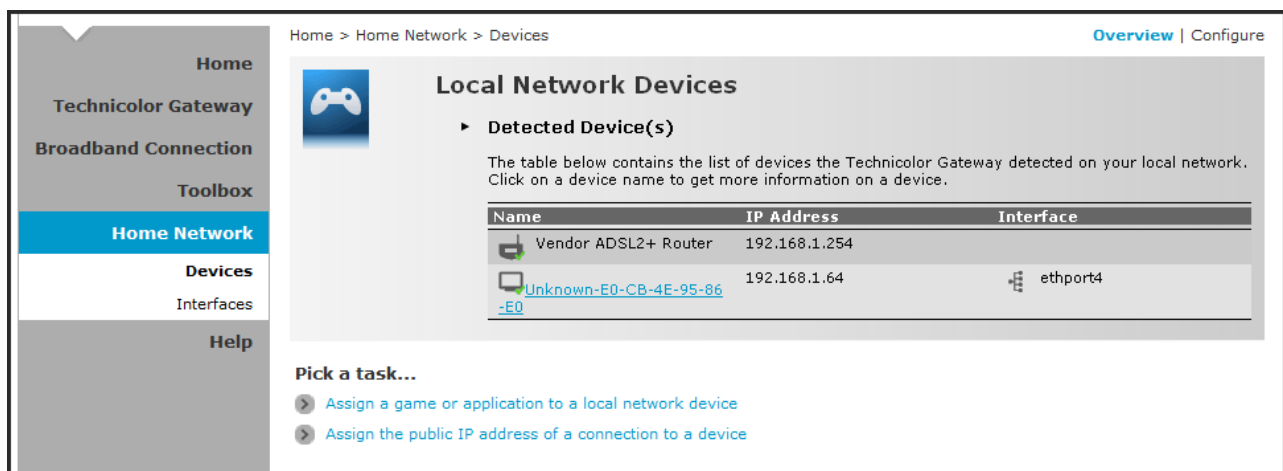 Home > Home Network > Devices
Overview | Configure
Home
Technicolor Gateway
Broadband Connection
Toolbox
Home Network
Devices
Interfaces
Help
Local Network Devices
Detected Device(s)
The table below contains the list of devices the Technicolor Gateway detected on your local network.
Click on a device name to get more information on a device.
Name IP Address Interface
Vendor ADSL2+ Router 192.168.1.254
Unknown-E0-CB-4E-95-86 192.168.1.64 ethport4
-E0
Pick a task...
Assign a game or application to a local network device
Assign the public IP address of a connection to a device